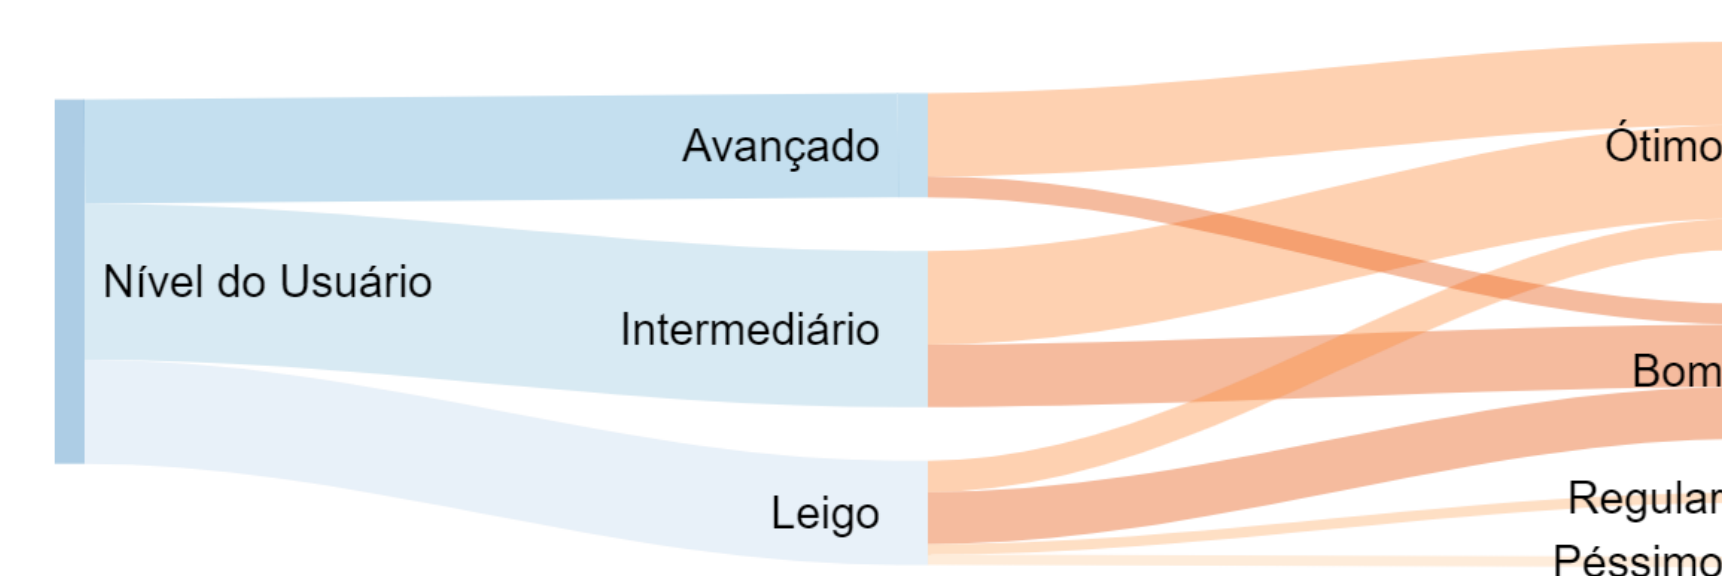 Avançado
Ótimo
Nível do Usuário
Intermediário
Bom
Leigo
Regular
Péssimo